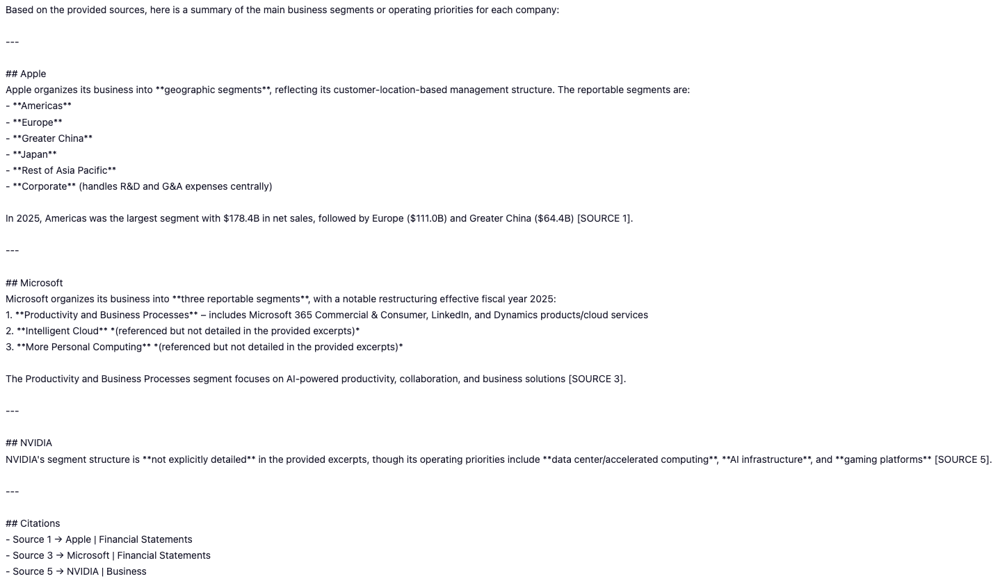 Based on the provided sources, here is a summary of the main business segments or operating priorities for each company:
---
## Apple
Apple organizes its business into **geographic segments**, reflecting its customer-location-based management structure. The reportable segments are:
- **Americas**
- **Europe**
- **Greater China**
- **Japan**
- **Rest of Asia Pacific**
- **Corporate** (handles R&D and G&A expenses centrally)
In 2025, Americas was the largest segment with $178.4B in net sales, followed by Europe ($111.0B) and Greater China ($64.4B) [SOURCE 1].
---
## Microsoft
Microsoft organizes its business into **three reportable segments**, with a notable restructuring effective fiscal year 2025:
1. **Productivity and Business Processes** – includes Microsoft 365 Commercial & Consumer, LinkedIn, and Dynamics products/cloud services
2. **Intelligent Cloud** *(referenced but not detailed in the provided excerpts)*
3. **More Personal Computing** *(referenced but not detailed in the provided excerpts)*
The Productivity and Business Processes segment focuses on AI-powered productivity, collaboration, and business solutions [SOURCE 3].
---
## NVIDIA
NVIDIA's segment structure is **not explicitly detailed** in the provided excerpts, though its operating priorities include **data center/accelerated computing**, **AI infrastructure**, and **gaming platforms** [SOURCE 5].
---
## Citations
- Source 1 → Apple | Financial Statements
- Source 3 → Microsoft | Financial Statements
- Source 5 → NVIDIA | Business